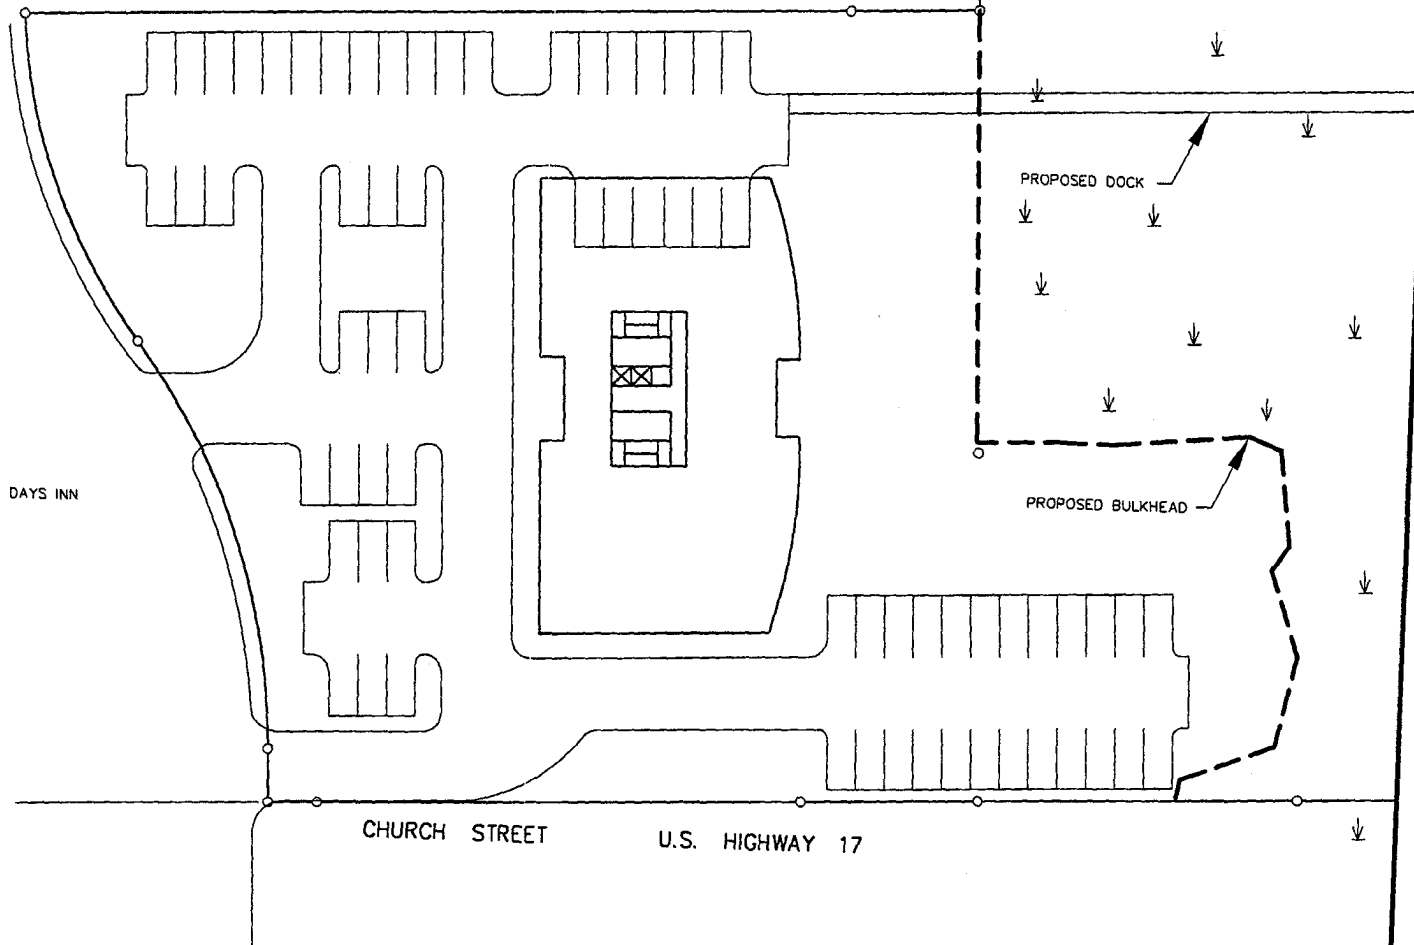 PROPOSED DOCK
DAYS INN
PROPOSED BULKHEAD
CHURCH STREET U.S. HIGHWAY 17